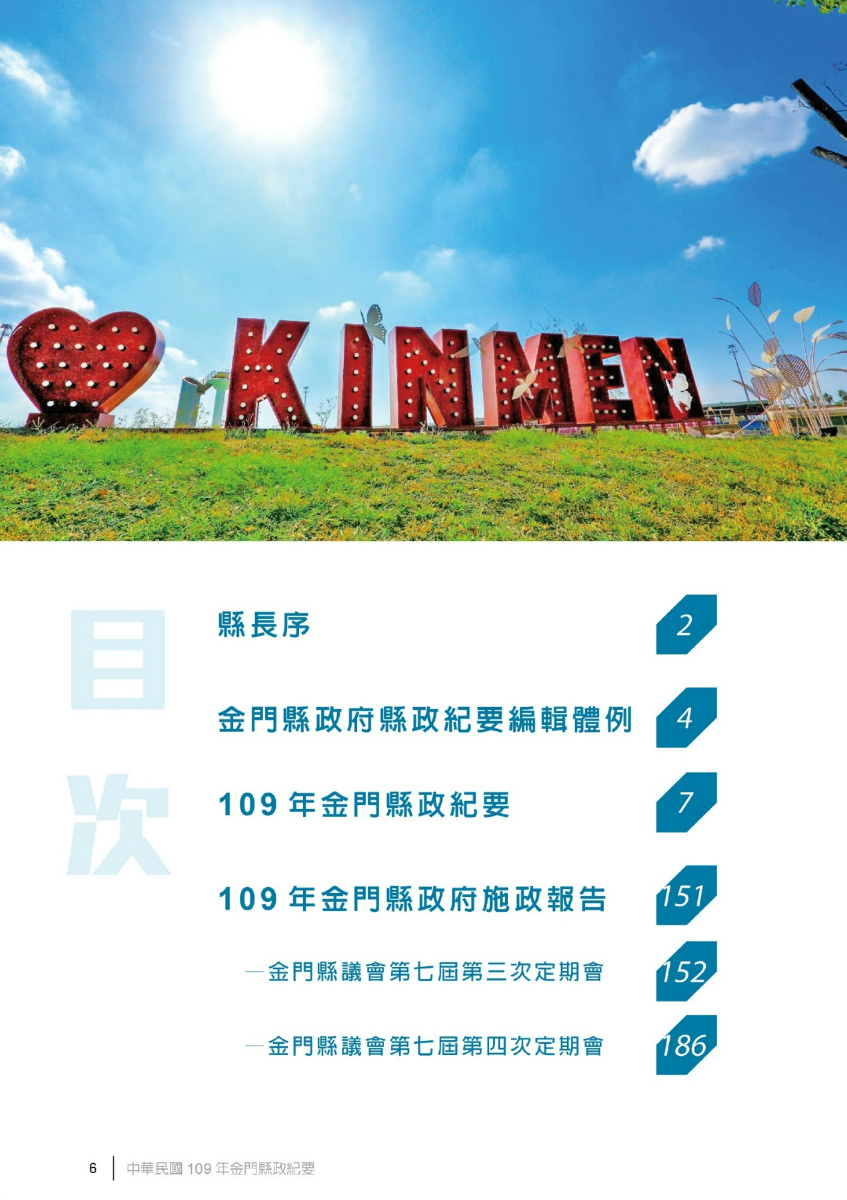 KINMEN
目次
縣長序 2
金門縣政府縣政紀要編輯體例 4
109 年金門縣政紀要 7
109 年金門縣政府施政報告 151
—金門縣議會第七屆第三次定期會 152
—金門縣議會第七屆第四次定期會 186
6 中華民國 109 年金門縣政紀要